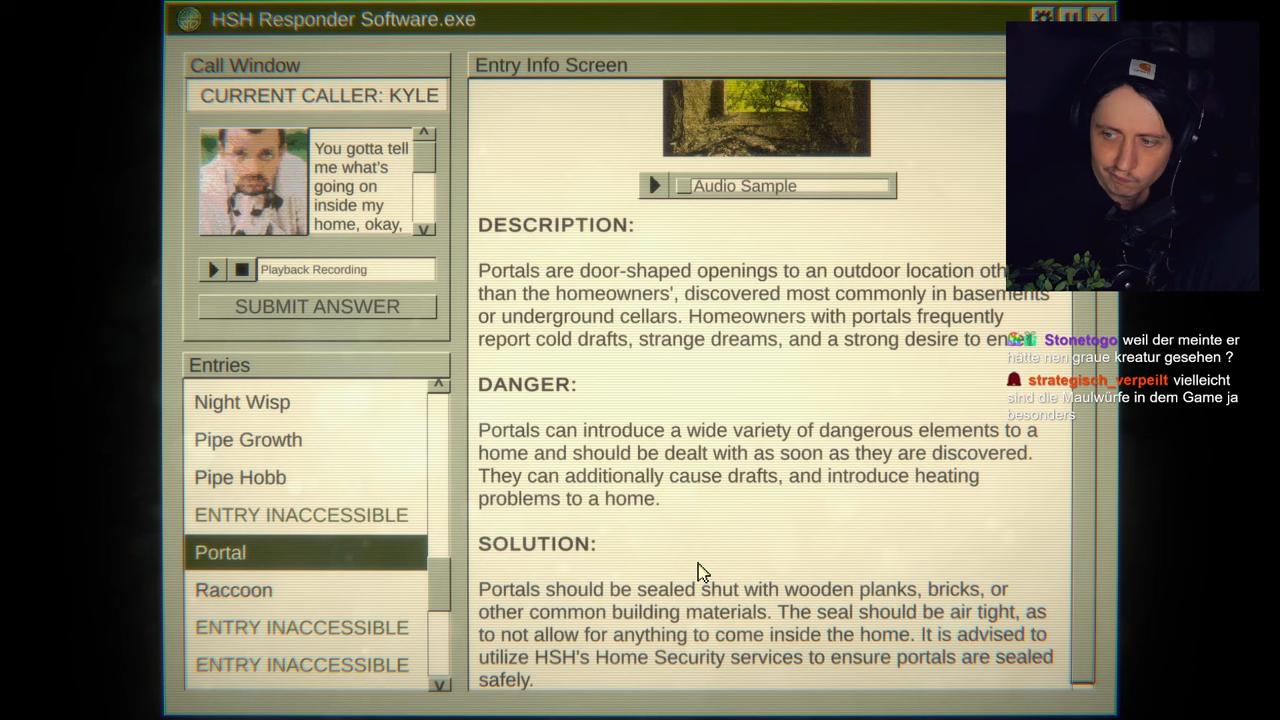 HSH Responder Software.exe
Call Window
CURRENT CALLER: KYLE
You gotta tell
me what's
going on
inside my
home, okay,
Playback Recording
SUBMIT ANSWER
Entries
Night Wisp
Pipe Growth
Pipe Hobb
ENTRY INACCESSIBLE
Portal
Raccoon
ENTRY INACCESSIBLE
ENTRY INACCESSIBLE
Entry Info Screen
Audio Sample
DESCRIPTION:
Portals are door-shaped openings to an outdoor location oth
than the homeowners', discovered most commonly in basements
or underground cellars. Homeowners with portals frequently
report cold drafts, strange dreams, and a strong desire to
DANGER:
Portals can introduce a wide variety of dangerous elements to a
home and should be dealt with as soon as they are discovered.
They can additionally cause drafts, and introduce heating
problems to a home.
SOLUTION:
Portals should be sealed shut with wooden planks, bricks, or
other common building materials. The seal should be air tight, as
to not allow for anything to come inside the home. It is advised to
utilize HSH's Home Security services to ensure portals are sealed
safely.
Stonetogo weil der meinte er
hätte nen graue kreatur gesehen ?
strategisch_verpeilt vielleicht
sind die Maulwürfe in dem Game ja
besonders